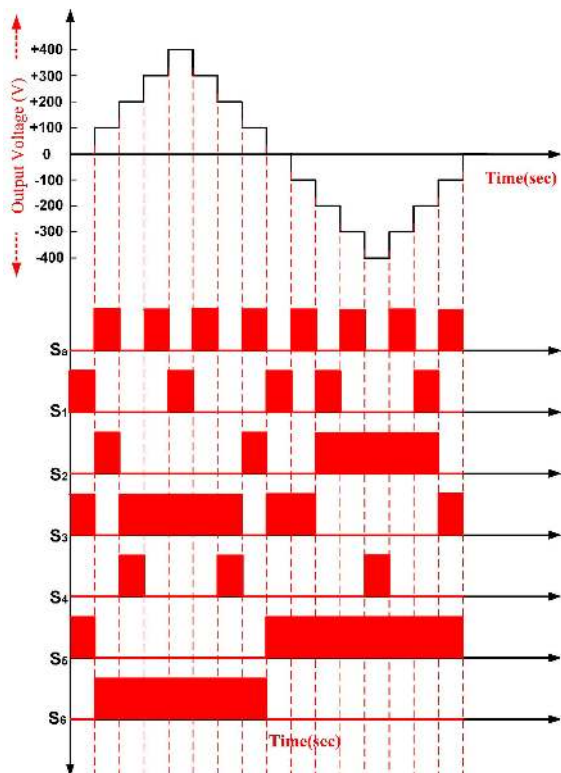 Output Voltage (V)
+400
+300
+200
+100
0
-100
-200
-300
-400
Time(sec)
Sa
S1
S2
S3
S4
S5
S6
Time(sec)